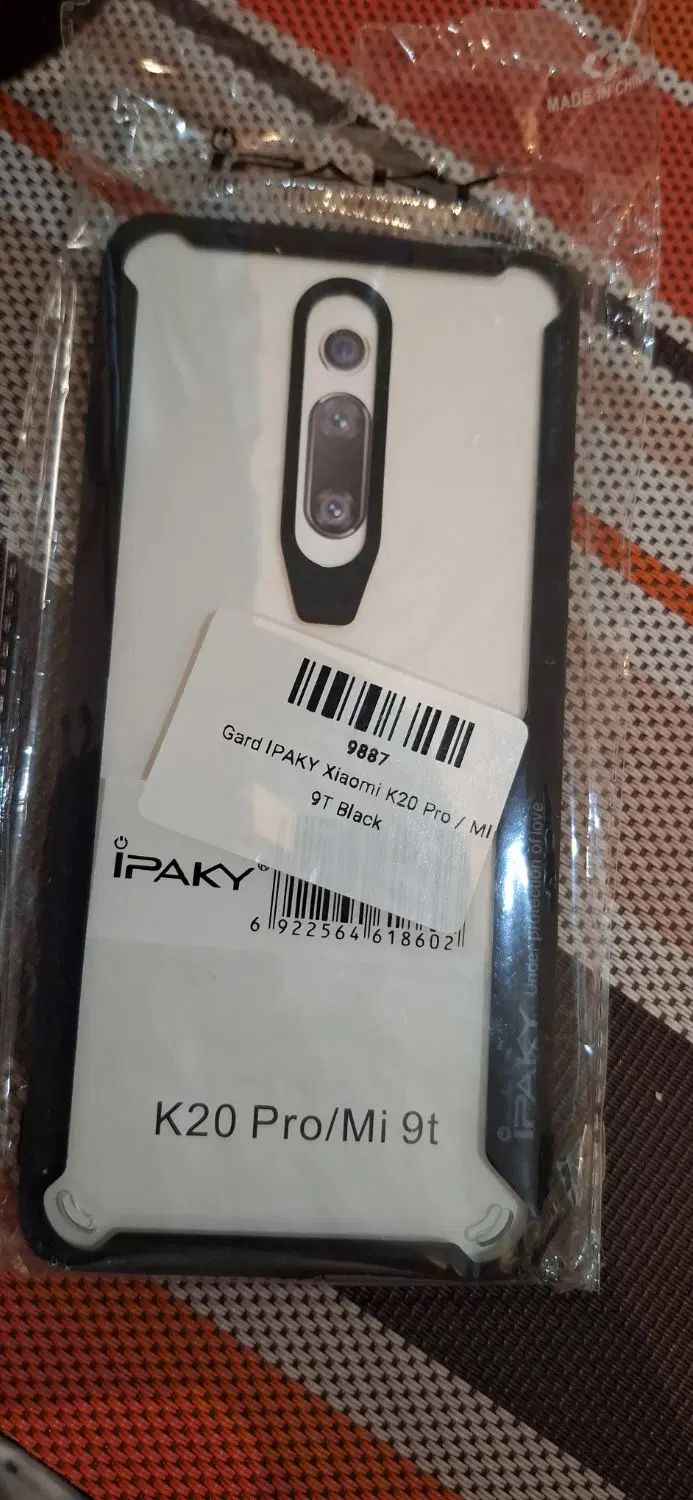 MADE IN CHINA
iPAKY
9887
Gard IPAKY Xiaomi K20 Pro / MI
9T Black
iPAKY
6 922564 618602
iPAKY Under protection of love
K20 Pro/Mi 9t